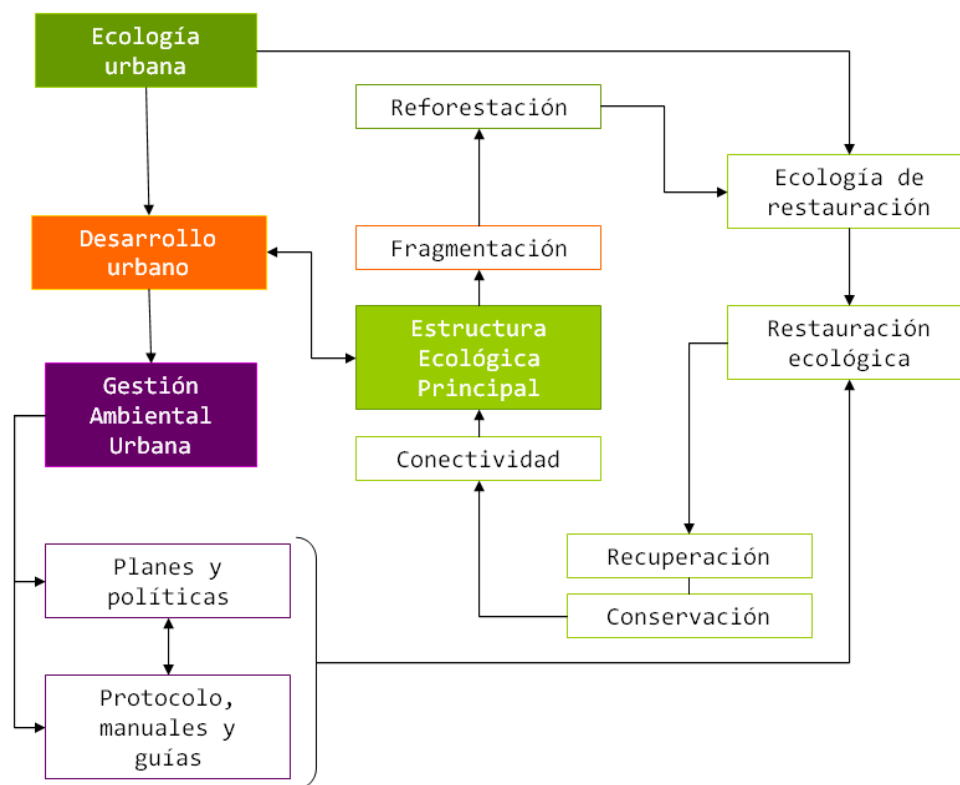 Ecología
urbana
Reforestación
Ecología de
restauración
Desarrollo
urbano
Fragmentación
Estructura
Ecológica
Principal
Restauración
ecológica
Gestión
Ambiental
Urbana
Conectividad
Recuperación
Conservación
Planes y
políticas
Protocolo,
manuales y
guías